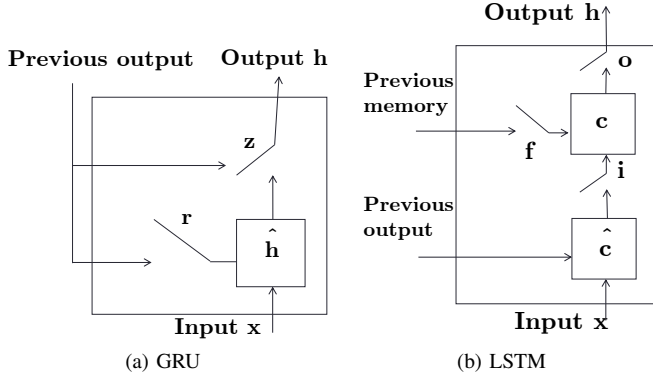 Previous output
Output h
z
r
ĥ
Input x
(a) GRU
Output h
o
Previous
memory
c
f
i
Previous
output
ĉ
Input x
(b) LSTM